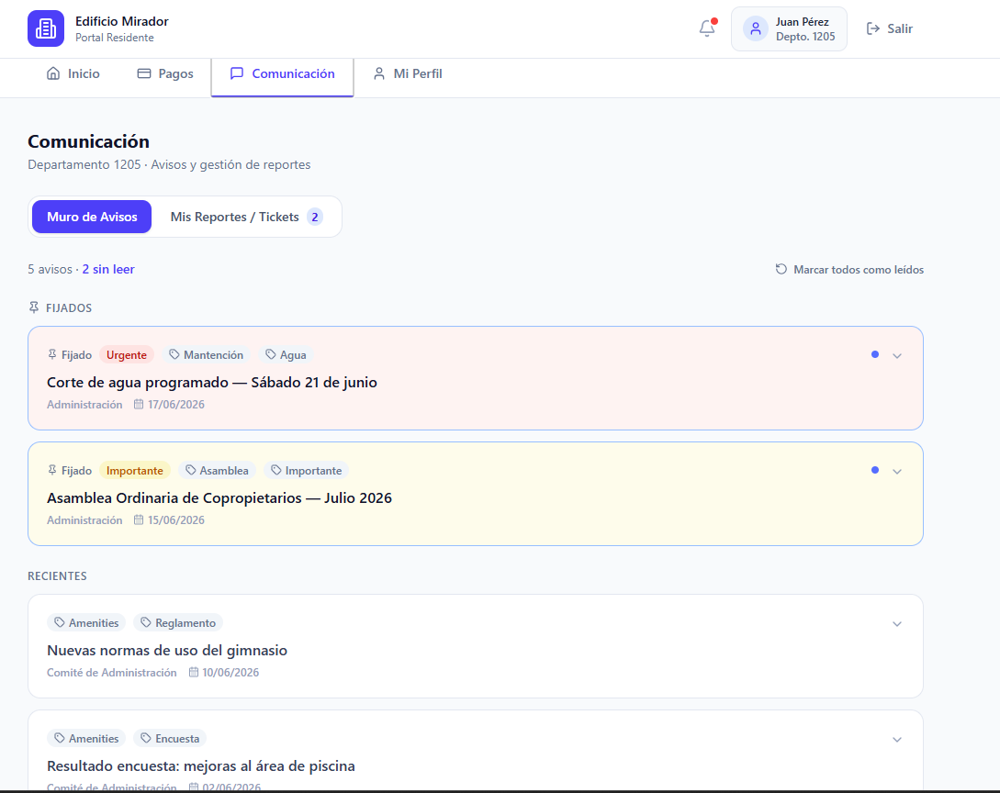 Edificio Mirador
Portal Residente
Juan Pérez
Depto. 1205
Salir
Inicio
Pagos
Comunicación
Mi Perfil
Comunicación
Departamento 1205 · Avisos y gestión de reportes
Muro de Avisos
Mis Reportes / Tickets 2
5 avisos · 2 sin leer
Marcar todos como leídos
FIJADOS
Fijado Urgente Mantención Agua
Corte de agua programado — Sábado 21 de junio
Administración 17/06/2026
Fijado Importante Asamblea Importante
Asamblea Ordinaria de Copropietarios — Julio 2026
Administración 15/06/2026
RECIENTES
Amenities Reglamento
Nuevas normas de uso del gimnasio
Comité de Administración 10/06/2026
Amenities Encuesta
Resultado encuesta: mejoras al área de piscina
Comité de Administración 02/06/2026